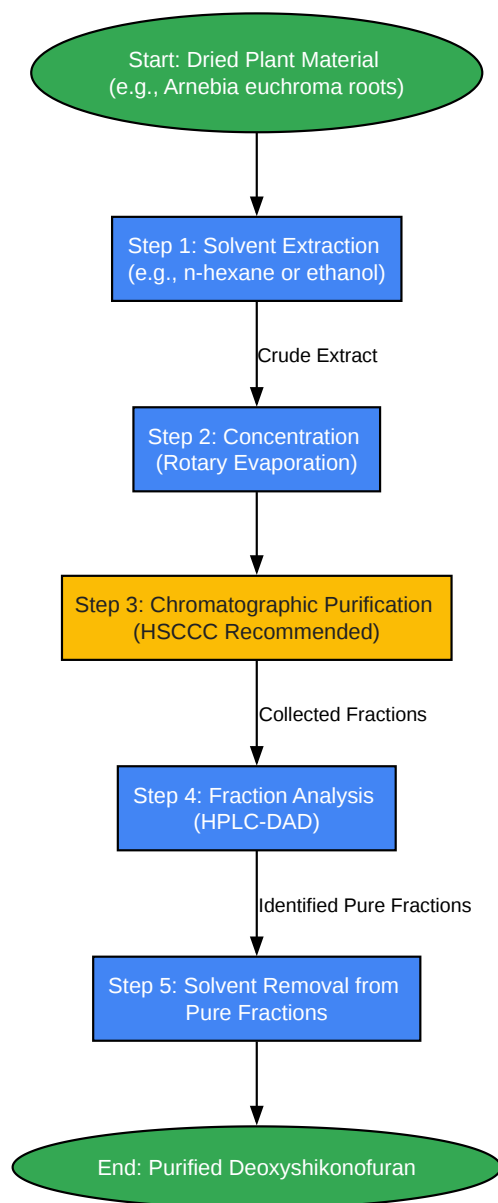 Start: Dried Plant Material
(e.g., Arnebia euchroma roots)
Step 1: Solvent Extraction
(e.g., n-hexane or ethanol)
Crude Extract
Step 2: Concentration
(Rotary Evaporation)
Step 3: Chromatographic Purification
(HSCCC Recommended)
Collected Fractions
Step 4: Fraction Analysis
(HPLC-DAD)
Identified Pure Fractions
Step 5: Solvent Removal from
Pure Fractions
End: Purified Deoxyshikonofuran